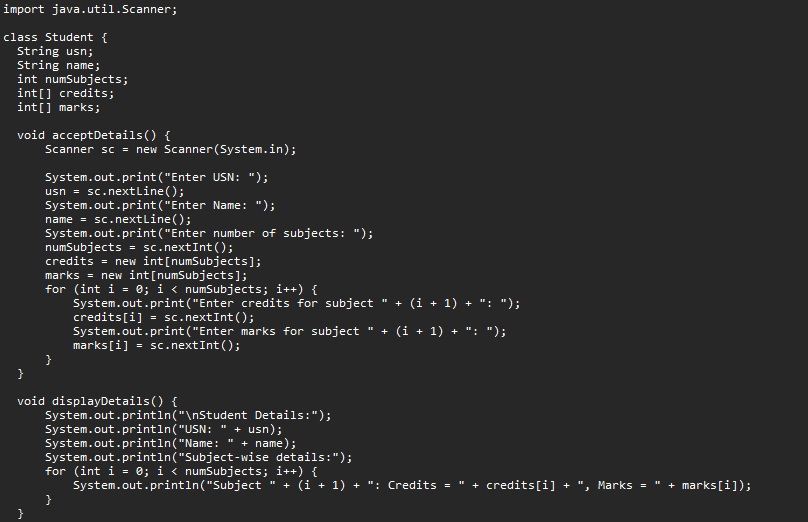 import java.util.Scanner;

class Student {
  String usn;
  String name;
  int numSubjects;
  int[] credits;
  int[] marks;

  void acceptDetails() {
      Scanner sc = new Scanner(System.in);

      System.out.print("Enter USN: ");
      usn = sc.nextLine();
      System.out.print("Enter Name: ");
      name = sc.nextLine();
      System.out.print("Enter number of subjects: ");
      numSubjects = sc.nextInt();
      credits = new int[numSubjects];
      marks = new int[numSubjects];
      for (int i = 0; i < numSubjects; i++) {
          System.out.print("Enter credits for subject " + (i + 1) + ": ");
          credits[i] = sc.nextInt();
          System.out.print("Enter marks for subject " + (i + 1) + ": ");
          marks[i] = sc.nextInt();
      }
  }

  void displayDetails() {
      System.out.println("\nStudent Details:");
      System.out.println("USN: " + usn);
      System.out.println("Name: " + name);
      System.out.println("Subject-wise details:");
      for (int i = 0; i < numSubjects; i++) {
          System.out.println("Subject " + (i + 1) + ": Credits = " + credits[i] + ", Marks = " + marks[i]);
      }
  }